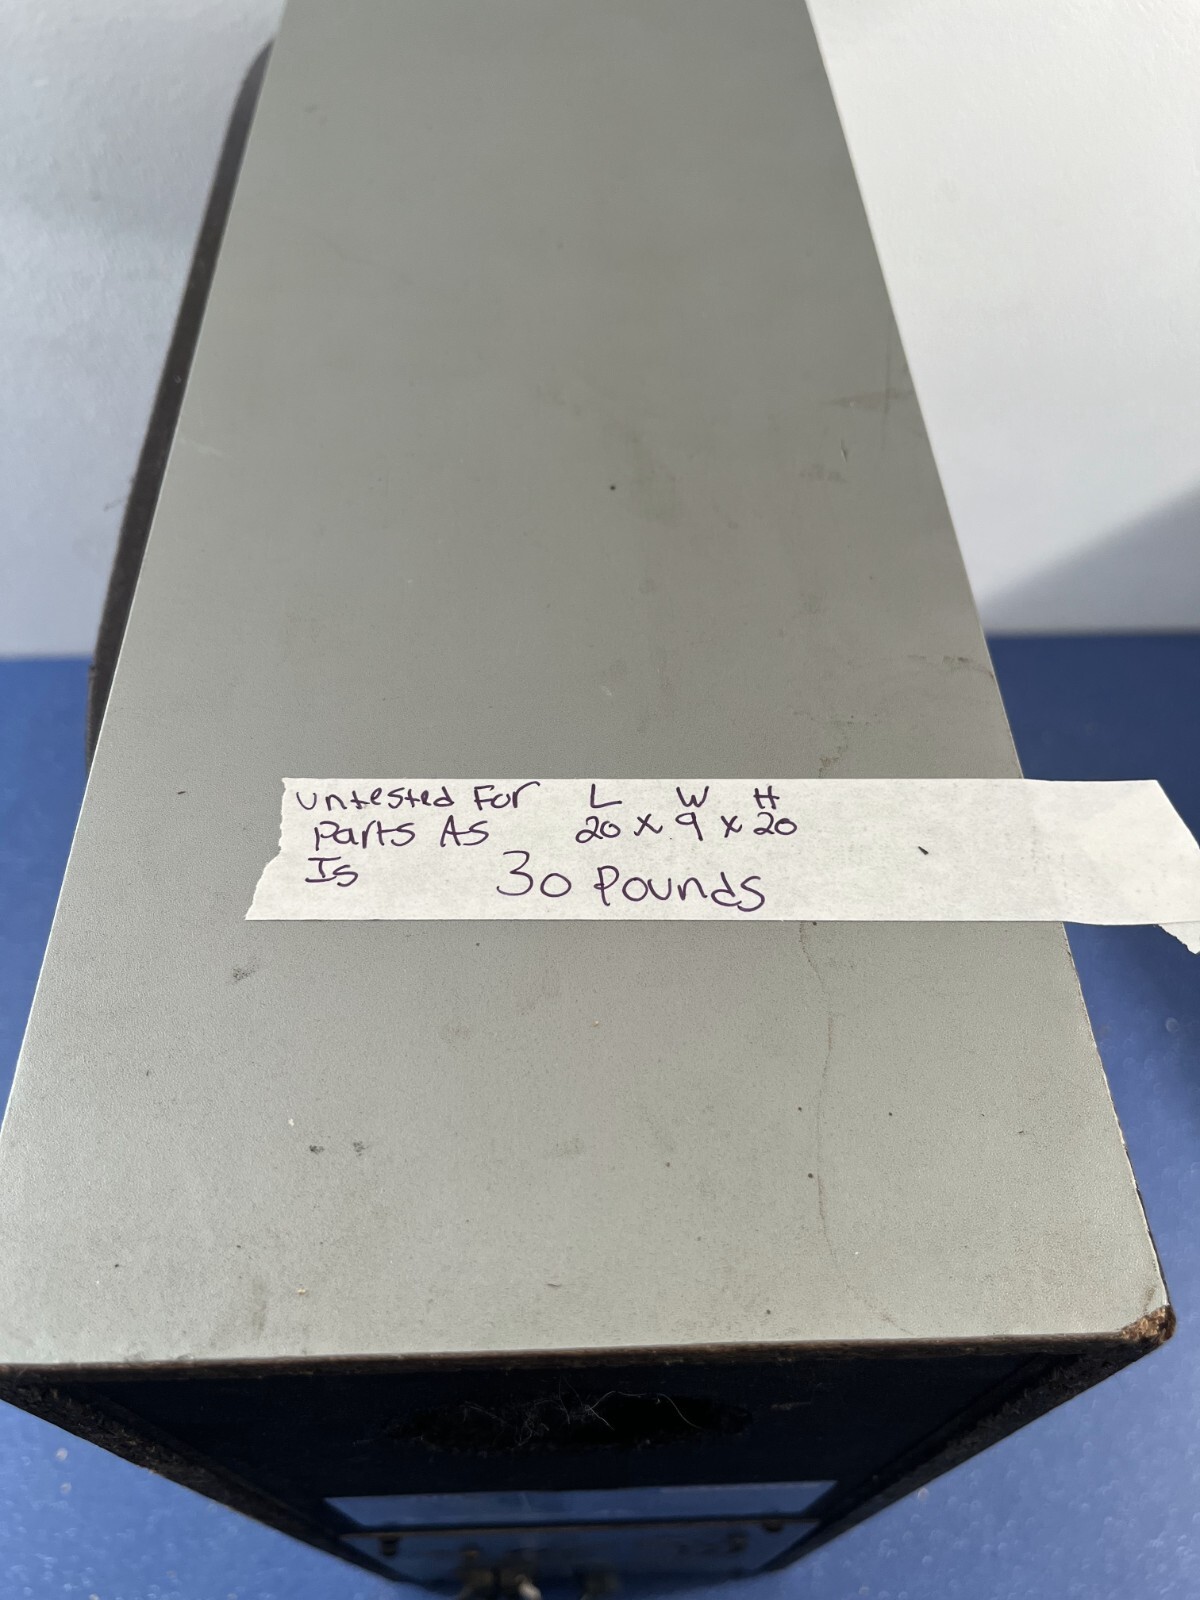 Untested For L W H
Parts As 20 x 9 x 20
Is 30 Pounds